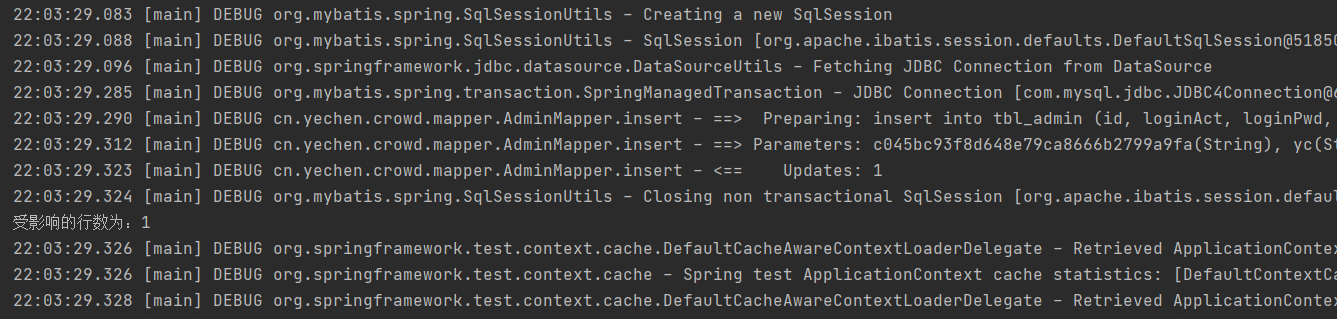 22:03:29.083 [main] DEBUG org.mybatis.spring.SqlSessionUtils - Creating a new SqlSession
22:03:29.088 [main] DEBUG org.mybatis.spring.SqlSessionUtils - SqlSession [org.apache.ibatis.session.defaults.DefaultSqlSession@5185
22:03:29.096 [main] DEBUG org.springframework.jdbc.datasource.DataSourceUtils - Fetching JDBC Connection from DataSource
22:03:29.285 [main] DEBUG org.mybatis.spring.transaction.SpringManagedTransaction - JDBC Connection [com.mysql.jdbc.JDBC4Connection@6
22:03:29.290 [main] DEBUG cn.yechen.crowd.mapper.AdminMapper.insert - ==>  Preparing: insert into tbl_admin (id, loginAct, loginPwd,
22:03:29.312 [main] DEBUG cn.yechen.crowd.mapper.AdminMapper.insert - ==> Parameters: c045bc93f8d648e79ca8666b2799a9fa(String), yc(St
22:03:29.323 [main] DEBUG cn.yechen.crowd.mapper.AdminMapper.insert - <==    Updates: 1
22:03:29.324 [main] DEBUG org.mybatis.spring.SqlSessionUtils - Closing non transactional SqlSession [org.apache.ibatis.session.defau
受影响的行数为：1
22:03:29.326 [main] DEBUG org.springframework.test.context.cache.DefaultCacheAwareContextLoaderDelegate - Retrieved ApplicationContex
22:03:29.326 [main] DEBUG org.springframework.test.context.cache - Spring test ApplicationContext cache statistics: [DefaultContextCa
22:03:29.328 [main] DEBUG org.springframework.test.context.cache.DefaultCacheAwareContextLoaderDelegate - Retrieved ApplicationContex